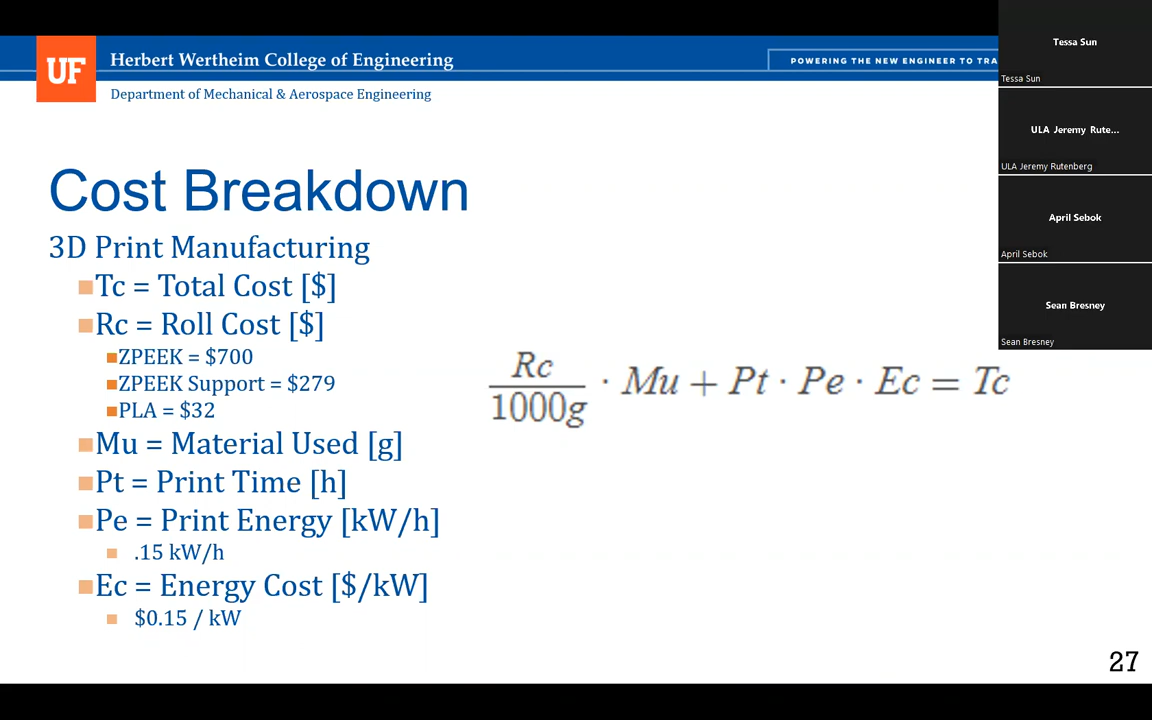 UF
Herbert Wertheim College of Engineering
POWERING THE NEW ENGINEER TO TRA
Department of Mechanical & Aerospace Engineering
Cost Breakdown
3D Print Manufacturing
Tc = Total Cost [$]
Rc = Roll Cost [$]
ZPEEK = $700
ZPEEK Support = $279
PLA = $32
Mu = Material Used [g]
Pt = Print Time [h]
Pe = Print Energy [kW/h]
.15 kW/h
Ec = Energy Cost [$/kW]
$0.15 / kW
Rc
1000g
· Mu + Pt · Pe · Ec = Tc
27
Tessa Sun
Tessa Sun
ULA Jeremy Rute...
ULA Jeremy Rutenberg
April Sebok
April Sebok
Sean Bresney
Sean Bresney